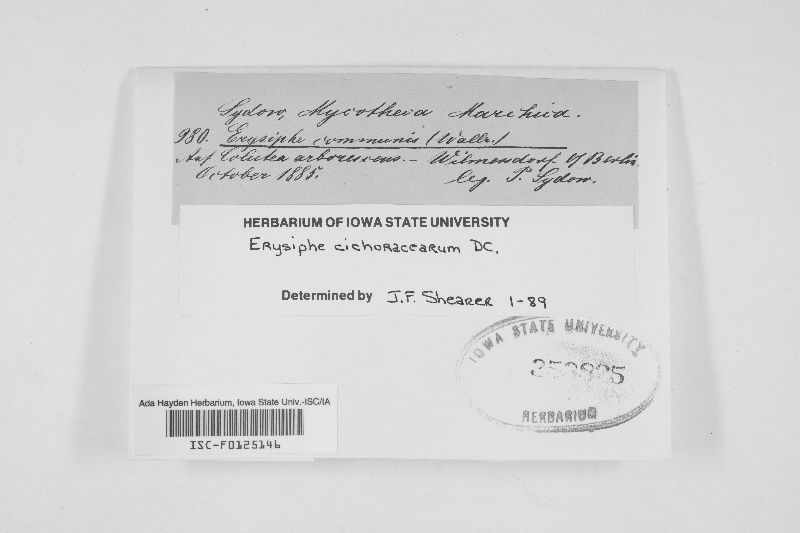 Sydow, Mycotheca Marchica.
980. Erysiphe communis (Wallr.)
Auf Colutea arborescens. - Wilmersdorf b/ Berlin
October 1885. leg. P. Sydow.
HERBARIUM OF IOWA STATE UNIVERSITY
Erysiphe cichoracearum DC.
Determined by J.F. Shearer 1-89
IOWA STATE UNIVERSITY
HERBARIUM
Ada Hayden Herbarium, Iowa State Univ.-ISC/IA
ISC-F0125146